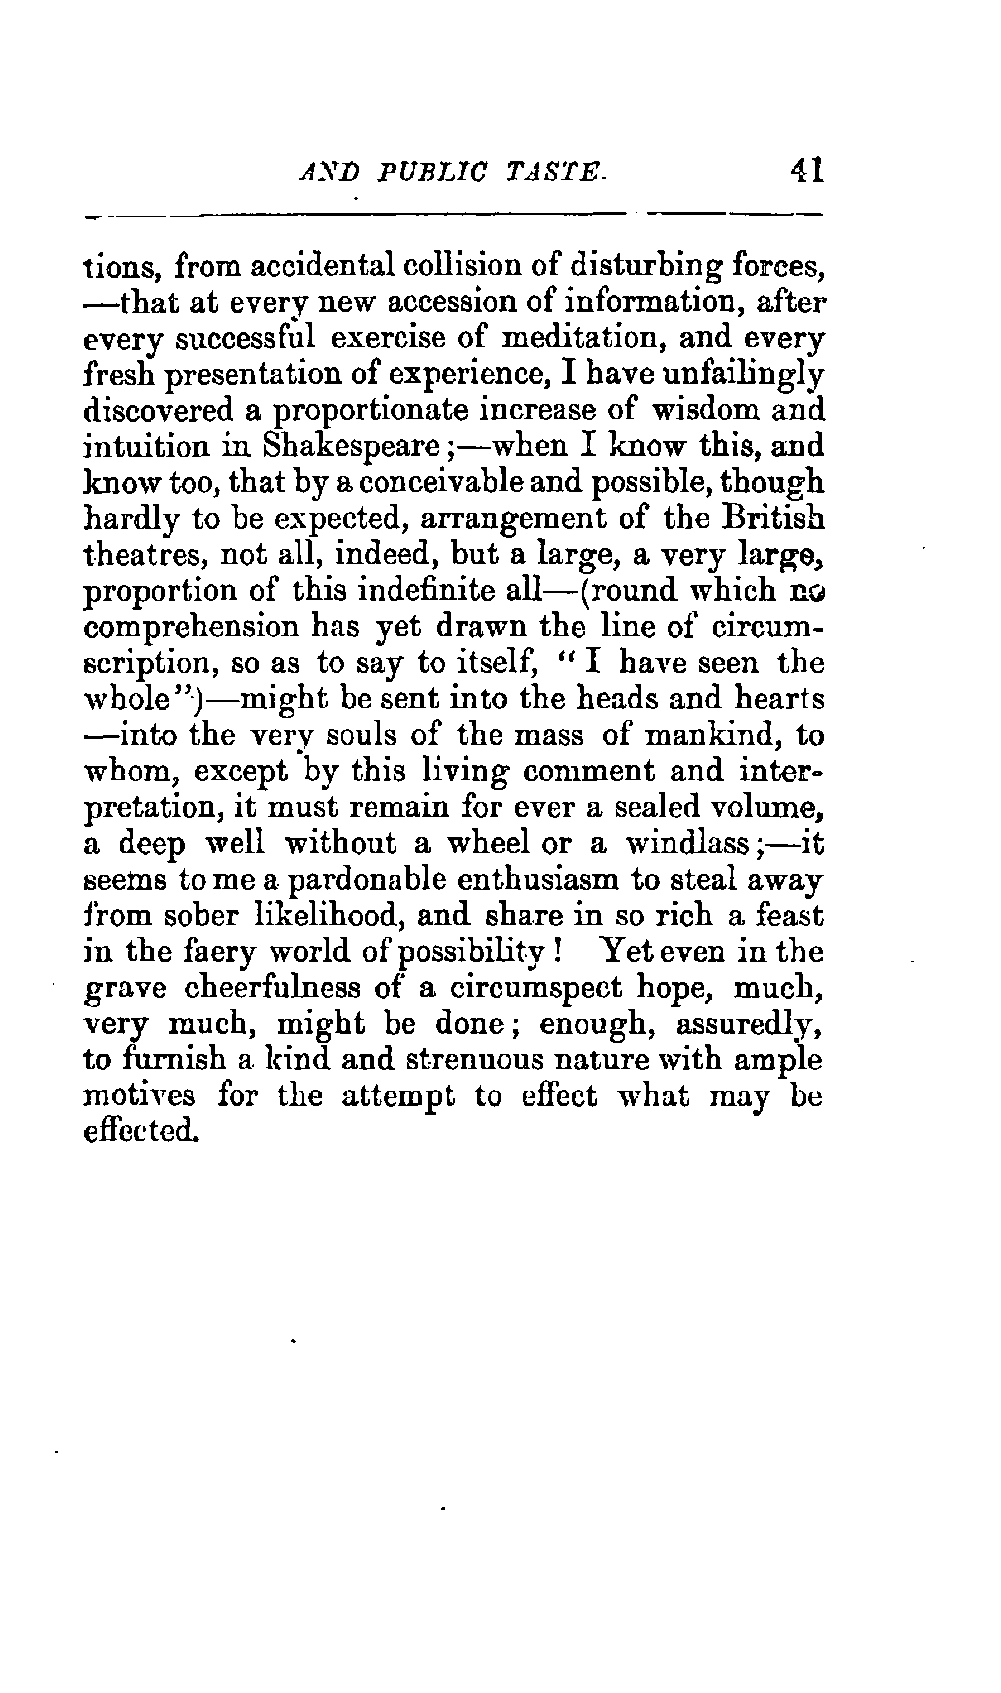 AND PUBLIC TASTE. 41
tions, from accidental collision of disturbing forces,
—that at every new accession of information, after
every successful exercise of meditation, and every
fresh presentation of experience, I have unfailingly
discovered a proportionate increase of wisdom and
intuition in Shakespeare;—when I know this, and
know too, that by a conceivable and possible, though
hardly to be expected, arrangement of the British
theatres, not all, indeed, but a large, a very large,
proportion of this indefinite all—(round which no
comprehension has yet drawn the line of circum-
scription, so as to say to itself, “I have seen the
whole”)—might be sent into the heads and hearts
—into the very souls of the mass of mankind, to
whom, except by this living comment and inter-
pretation, it must remain for ever a sealed volume,
a deep well without a wheel or a windlass;—it
seems to me a pardonable enthusiasm to steal away
from sober likelihood, and share in so rich a feast
in the faery world of possibility! Yet even in the
grave cheerfulness of a circumspect hope, much,
very much, might be done; enough, assuredly,
to furnish a kind and strenuous nature with ample
motives for the attempt to effect what may be
effected.